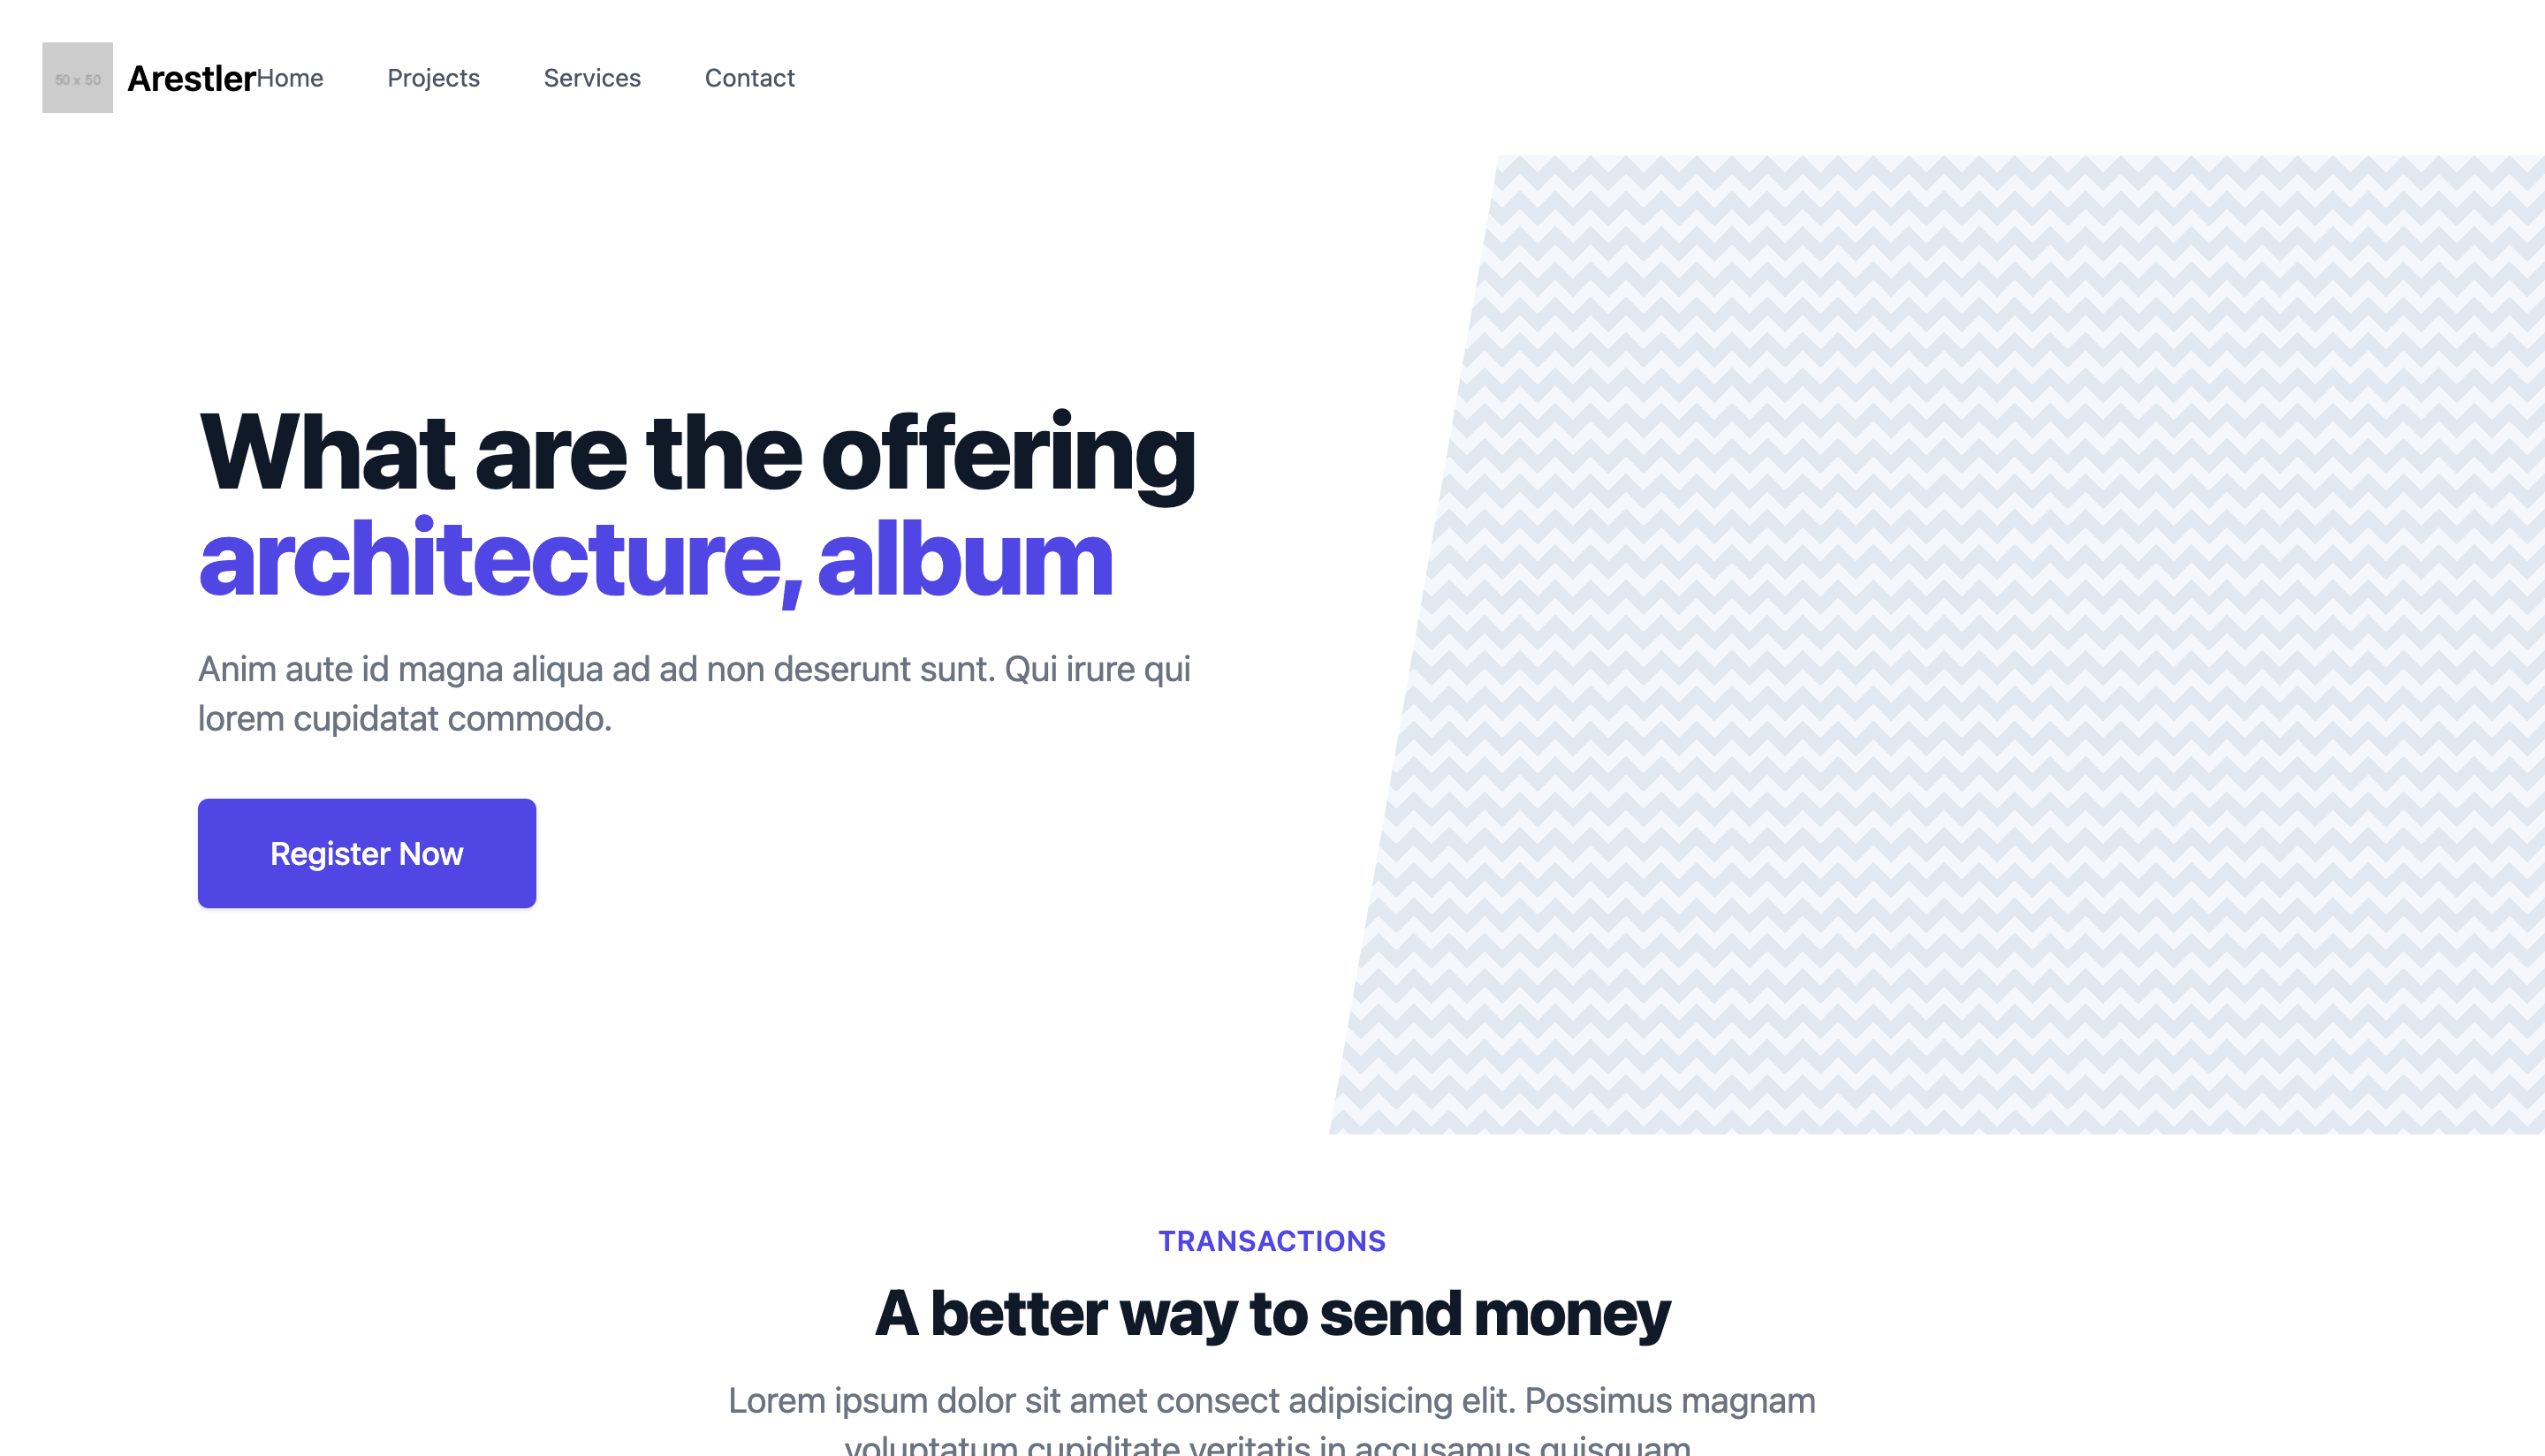 50 x 50
Arestler
Home Projects Services Contact
What are the offering
architecture, album
Anim aute id magna aliqua ad ad non deserunt sunt. Qui irure qui
lorem cupidatat commodo.
Register Now
TRANSACTIONS
A better way to send money
Lorem ipsum dolor sit amet consect adipisicing elit. Possimus magnam
voluptatum cupiditate veritatis in accusamus quisquam